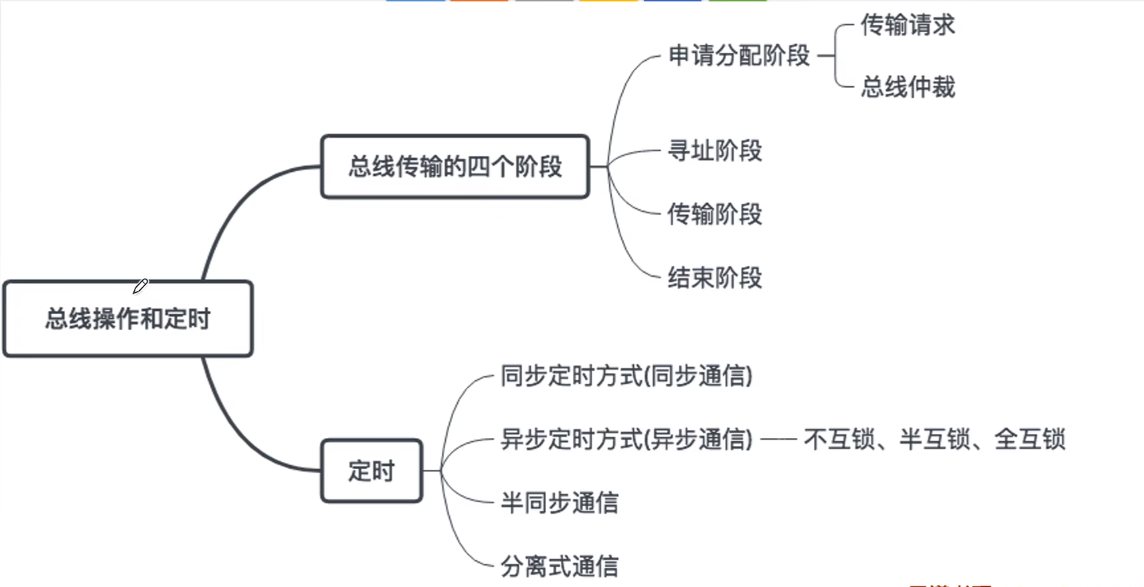 传输请求
申请分配阶段
总线仲裁
寻址阶段
总线传输的四个阶段
传输阶段
结束阶段
总线操作和定时
同步定时方式(同步通信)
异步定时方式(异步通信)
不互锁、半互锁、全互锁
定时
半同步通信
分离式通信